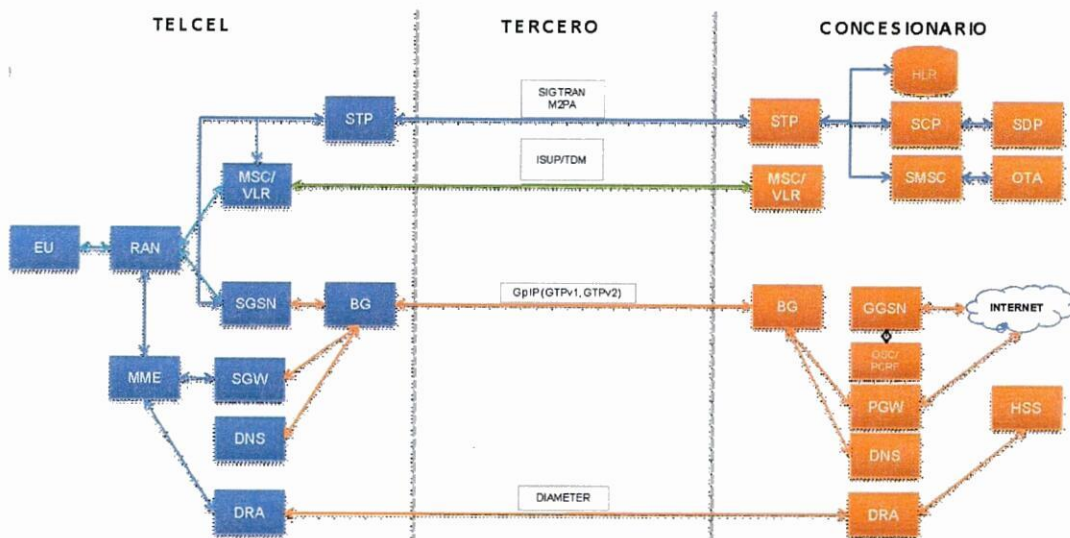 TELCEL
TERCERO
CONCESIONARIO
HLR
SIGTRAN
M2PA
STP
STP
SCP
SDP
ISUP/TDM
MSC/
VLR
MSC/
VLR
SMSC
OTA
EU
RAN
SGSN
BG
GpIP(GTPv1, GTPv2)
BG
GGSN
INTERNET
MME
SGW
PCRF
PGW
HSS
DNS
DNS
DRA
DIAMETER
DRA